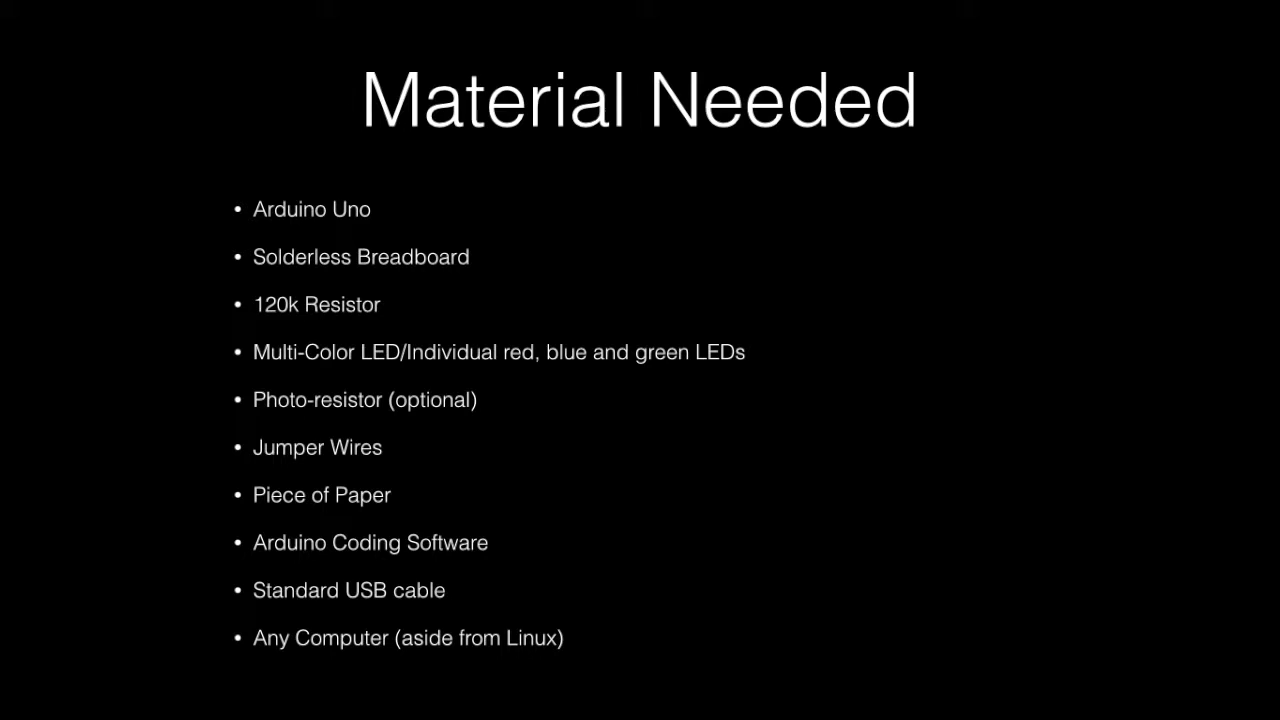 Material Needed
• Arduino Uno
• Solderless Breadboard
• 120k Resistor
• Multi-Color LED/Individual red, blue and green LEDs
• Photo-resistor (optional)
• Jumper Wires
• Piece of Paper
• Arduino Coding Software
• Standard USB cable
• Any Computer (aside from Linux)